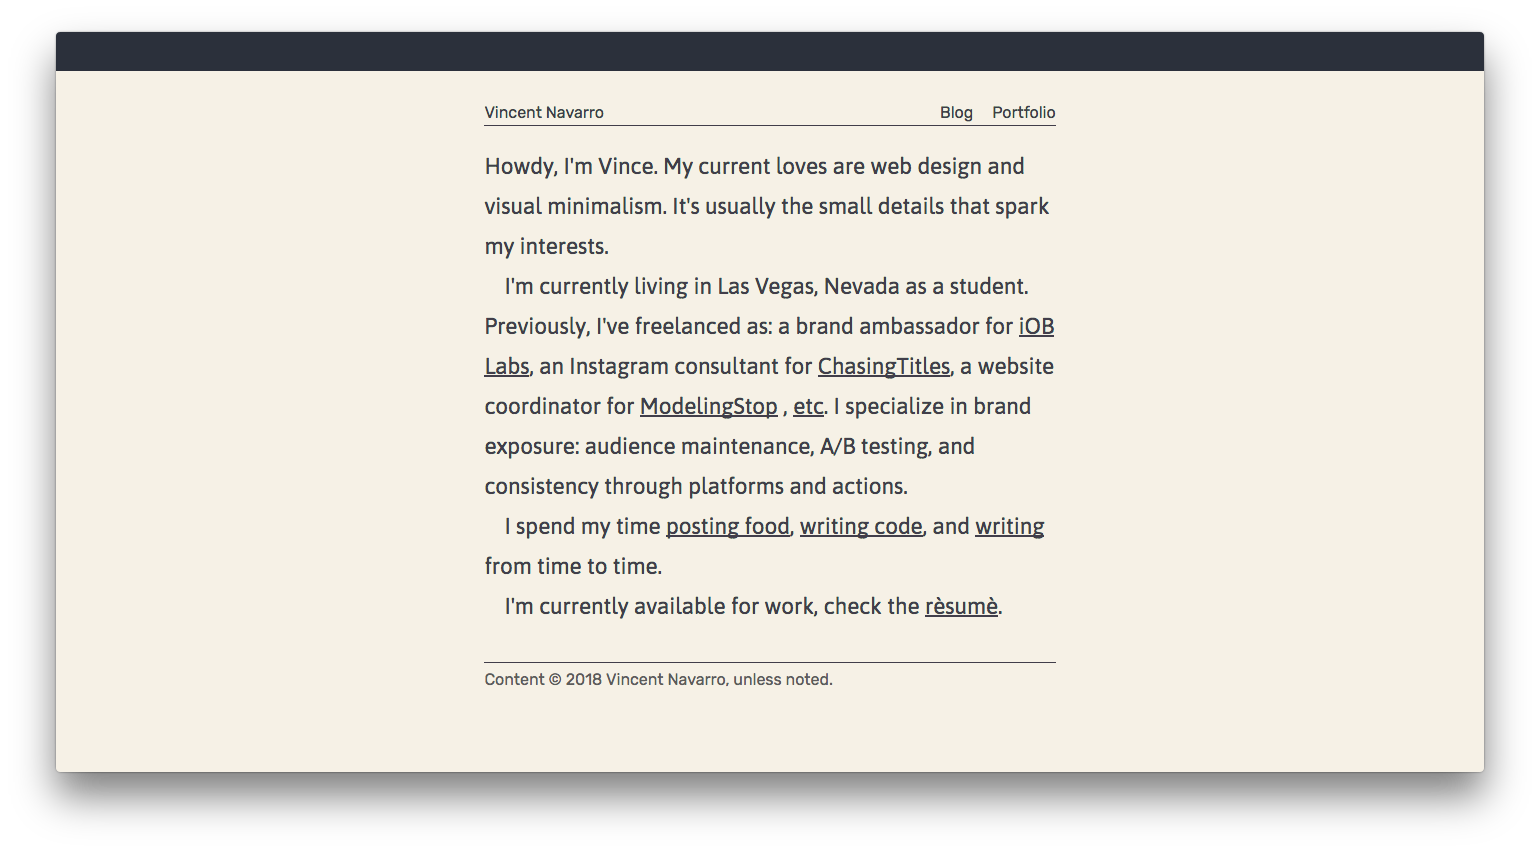 Vincent Navarro Blog Portfolio
Howdy, I'm Vince. My current loves are web design and
visual minimalism. It's usually the small details that spark
my interests.
I'm currently living in Las Vegas, Nevada as a student.
Previously, I've freelanced as: a brand ambassador for iOB
Labs, an Instagram consultant for ChasingTitles, a website
coordinator for ModelingStop , etc. I specialize in brand
exposure: audience maintenance, A/B testing, and
consistency through platforms and actions.
I spend my time posting food, writing code, and writing
from time to time.
I'm currently available for work, check the rèsumè.
Content © 2018 Vincent Navarro, unless noted.